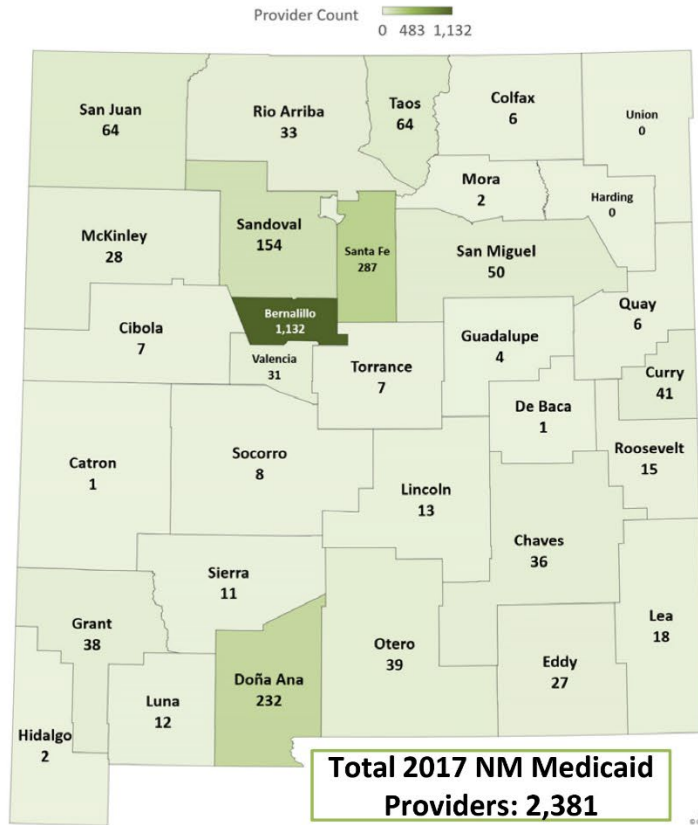 Provider Count
0 483 1,132
San Juan
64
Rio Arriba
33
Taos
64
Colfax
6
Union
0
Mora
2
Harding
0
McKinley
28
Sandoval
154
Santa Fe
287
San Miguel
50
Bernalillo
1,132
Cibola
7
Valencia
31
Torrance
7
Guadalupe
4
Quay
6
Curry
41
De Baca
1
Roosevelt
15
Catron
1
Socorro
8
Lincoln
13
Chaves
36
Sierra
11
Grant
38
Doña Ana
232
Otero
39
Eddy
27
Lea
18
Luna
12
Hidalgo
2
Total 2017 NM Medicaid
Providers: 2,381